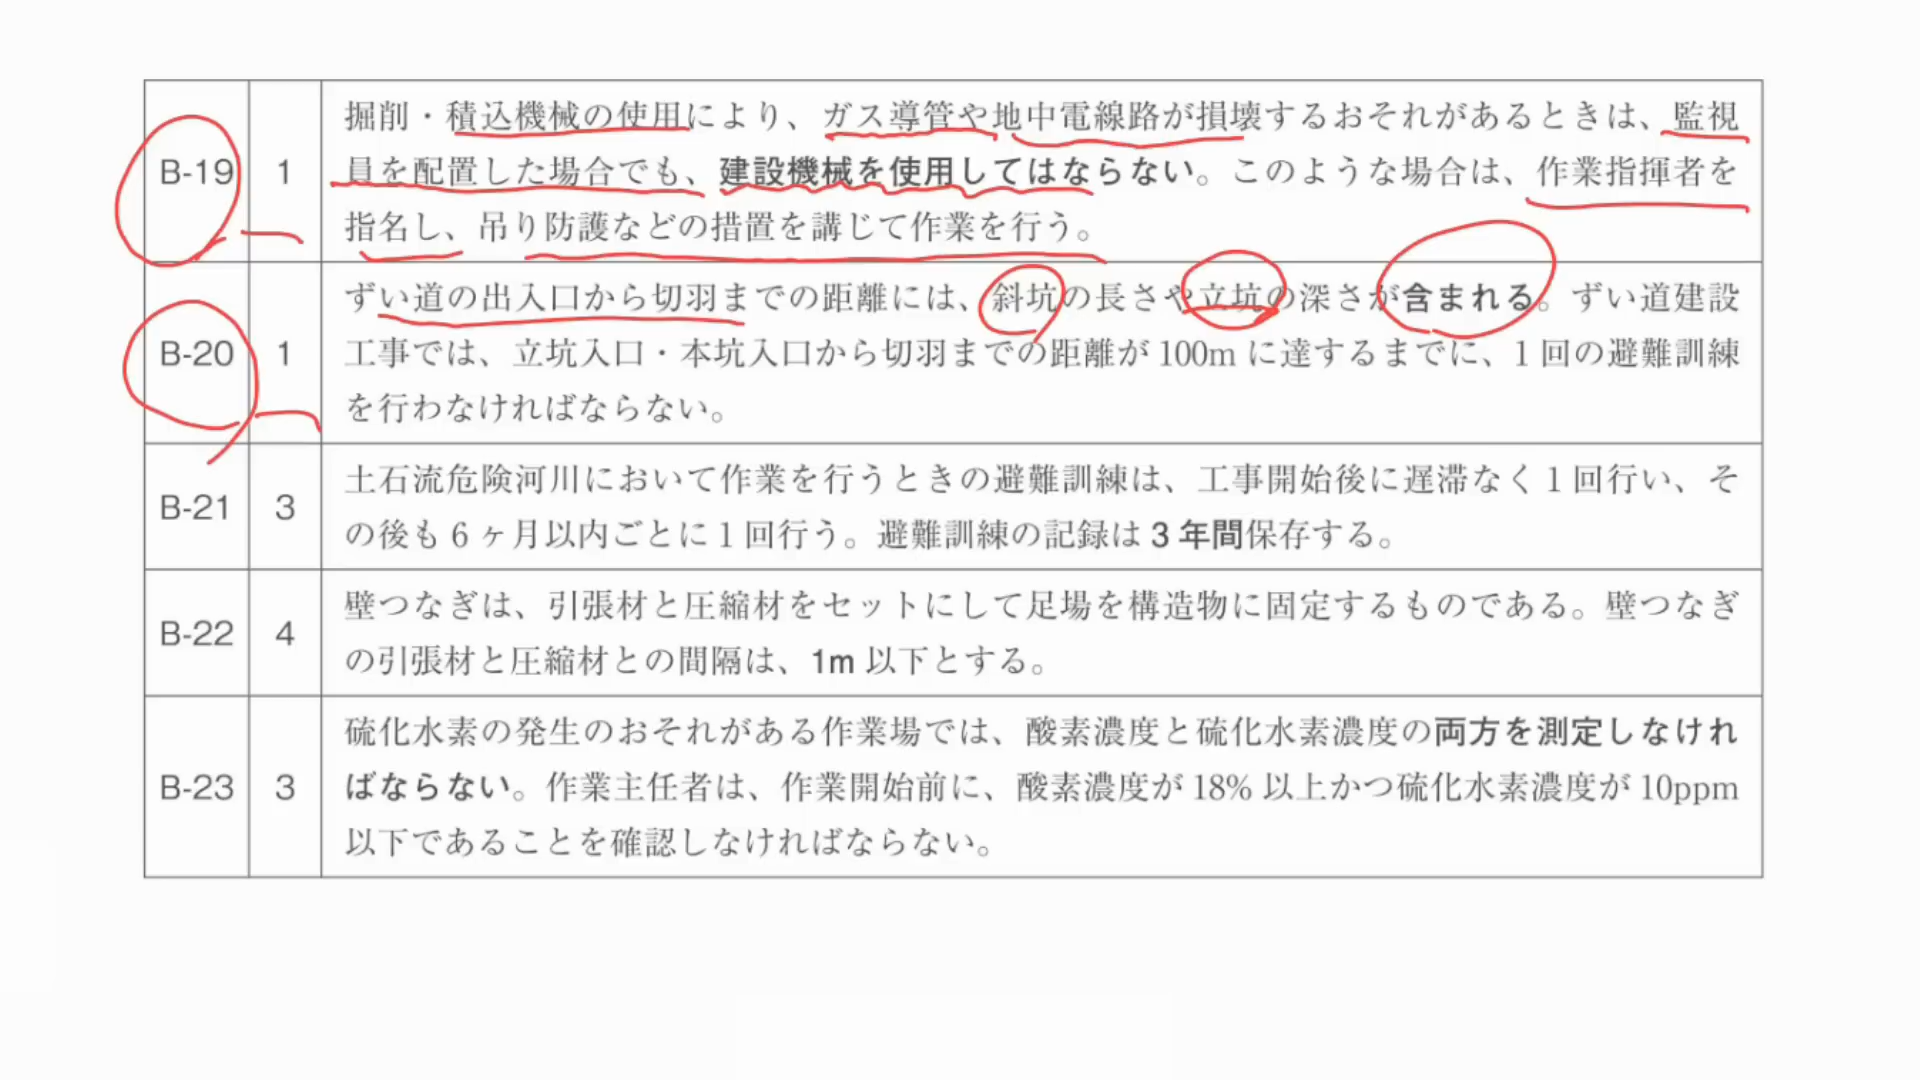 B-19 1 掘削・積込機械の使用により、ガス導管や地中電線路が損壊するおそれがあるときは、監視
員を配置した場合でも、建設機械を使用してはならない。このような場合は、作業指揮者を
指名し、吊り防護などの措置を講じて作業を行う。
B-20 1 ずい道の出入口から切羽までの距離には、斜坑の長さや立坑の深さが含まれる。ずい道建設
工事では、立坑入口・本坑入口から切羽までの距離が 100m に達するまでに、1 回の避難訓練
を行わなければならない。
B-21 3 土石流危険河川において作業を行うときの避難訓練は、工事開始後に遅滞なく 1 回行い、そ
の後も 6 ヶ月以内ごとに 1 回行う。避難訓練の記録は 3 年間保存する。
B-22 4 壁つなぎは、引張材と圧縮材をセットにして足場を構造物に固定するものである。壁つなぎ
の引張材と圧縮材との間隔は、1m 以下とする。
B-23 3 硫化水素の発生のおそれがある作業場では、酸素濃度と硫化水素濃度の両方を測定しなけれ
ばならない。作業主任者は、作業開始前に、酸素濃度が 18% 以上かつ硫化水素濃度が 10ppm
以下であることを確認しなければならない。